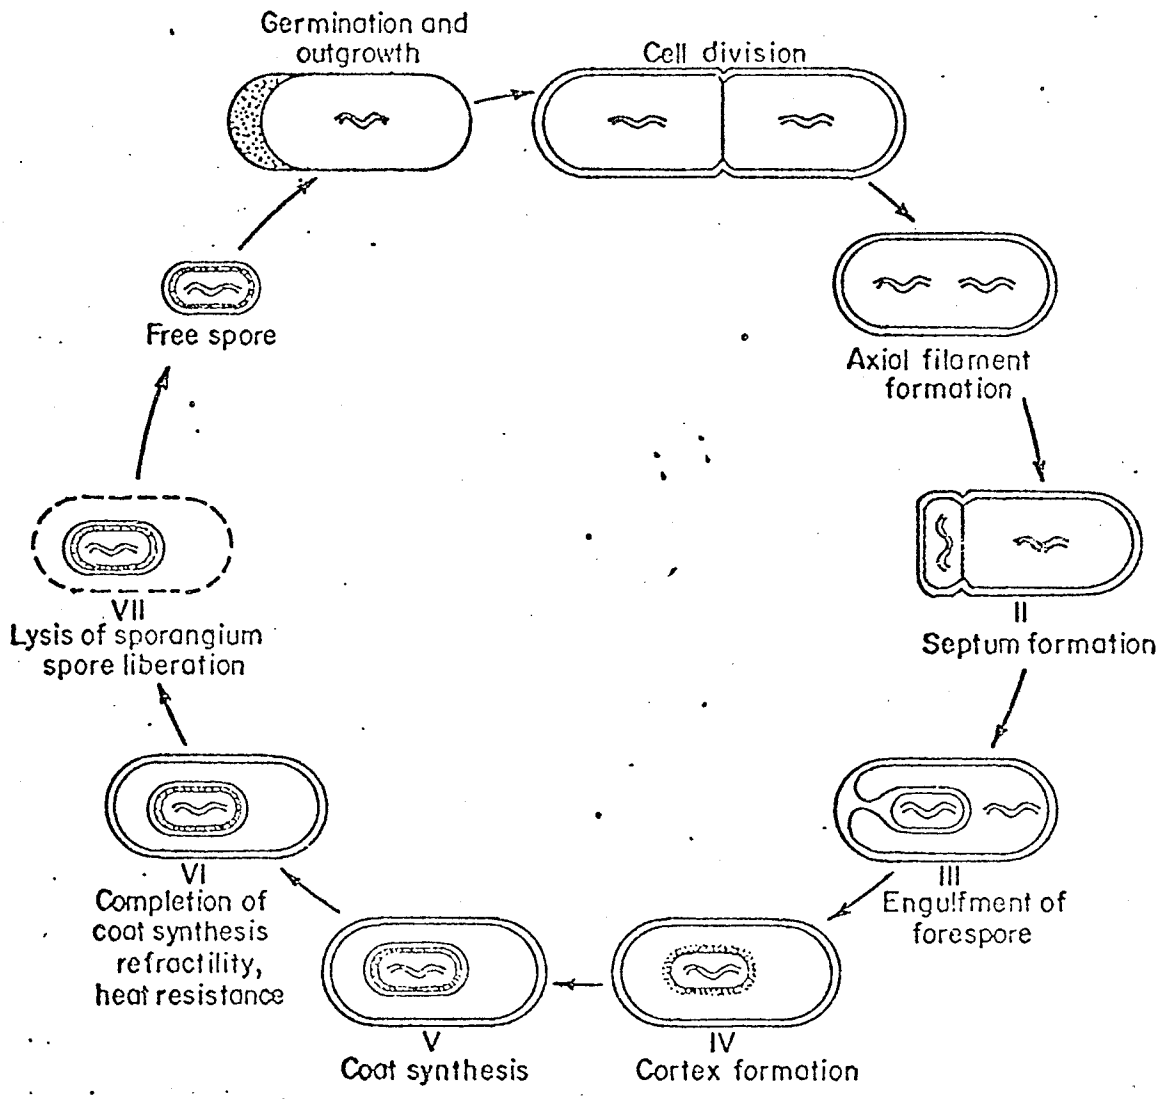 Germination and
outgrowth
Cell division
Axial filament
formation
II
Septum formation
III
Engulfment of
forespore
IV
Cortex formation
V
Coat synthesis
VI
Completion of
coat synthesis
refractility,
heat resistance
VII
Lysis of sporangium
spore liberation
Free spore